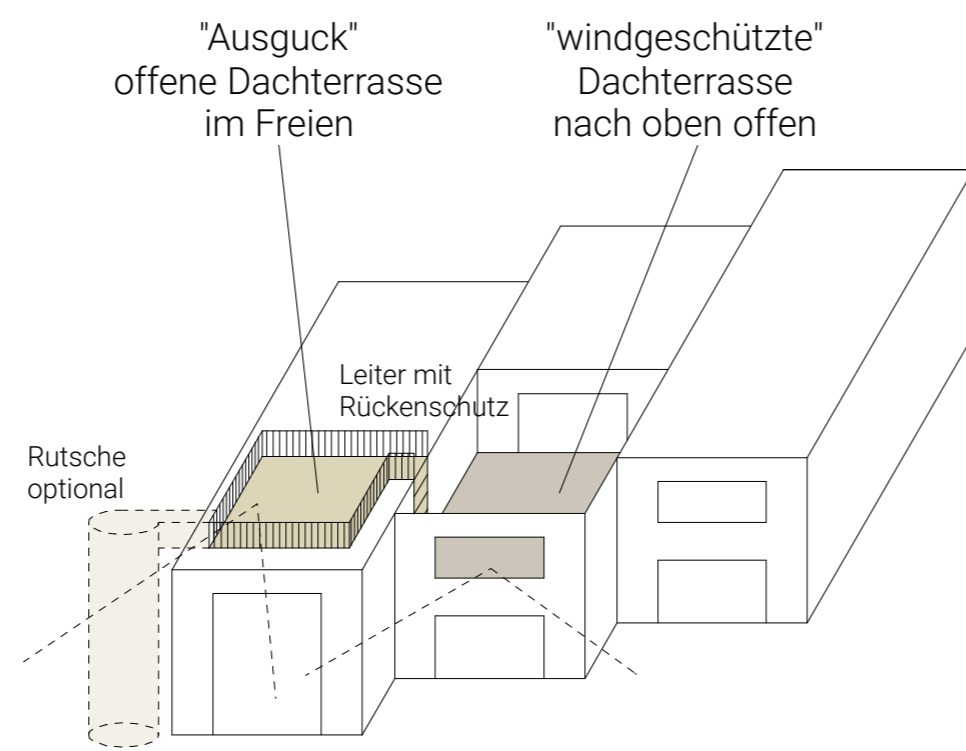 "Ausguck"
offene Dachterrasse
im Freien
"windgeschützte"
Dachterrasse
nach oben offen
Leiter mit
Rückenschutz
Rutsche
optional